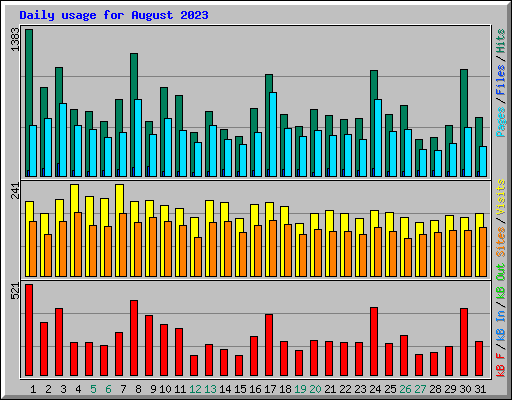 Daily usage for August 2023
1383
Pages / Files / Hits
241
Sites / Visits
521
kB F / kB In / kB Out
1 2 3 4 5 6 7 8 9 10 11 12 13 14 15 16 17 18 19 20 21 22 23 24 25 26 27 28 29 30 31